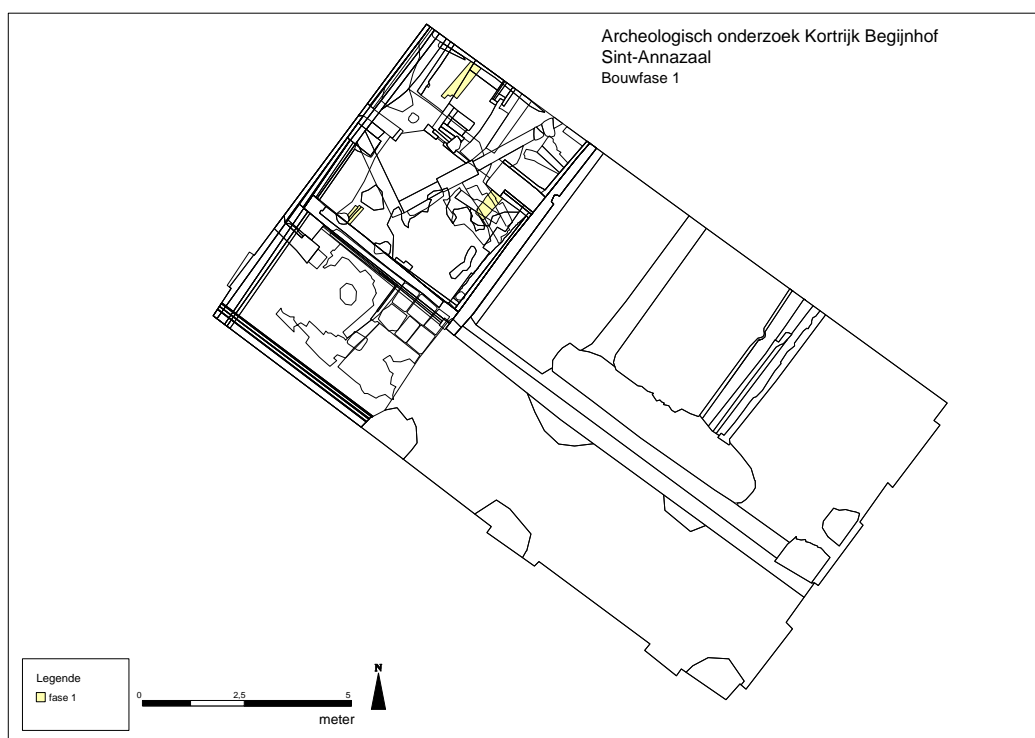 Archeologisch onderzoek Kortrijk Begijnhof
Sint-Annazaal
Bouwfase 1
Legende
fase 1
0 2,5 5
meter
N